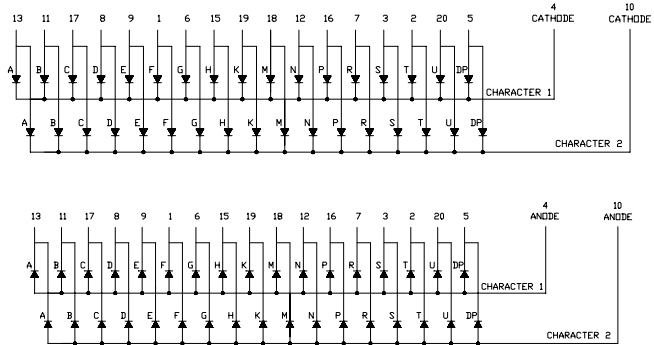 4 10
13 11 17 8 9 1 6 15 19 18 12 16 7 3 2 20 5 CATHODE CATHODE
A B C D E F G H K M N P R S T U DP
CHARACTER 1
A B C D E F G H K M N P R S T U DP
CHARACTER 2
4 10
13 11 17 8 9 1 6 15 19 18 12 16 7 3 2 20 5 ANODE ANODE
A B C D E F G H K M N P R S T U DP
CHARACTER 1
A B C D E F G H K M N P R S T U DP
CHARACTER 2